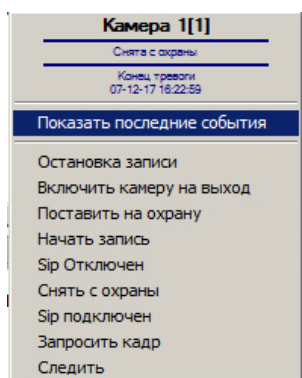 Камера 1[1]
Снята с охраны
Конец тревоги
07-12-17 16:22:59
Показать последние события
Остановка записи
Включить камеру на выход
Поставить на охрану
Начать запись
Sip Отключен
Снять с охраны
Sip подключен
Запросить кадр
Следить